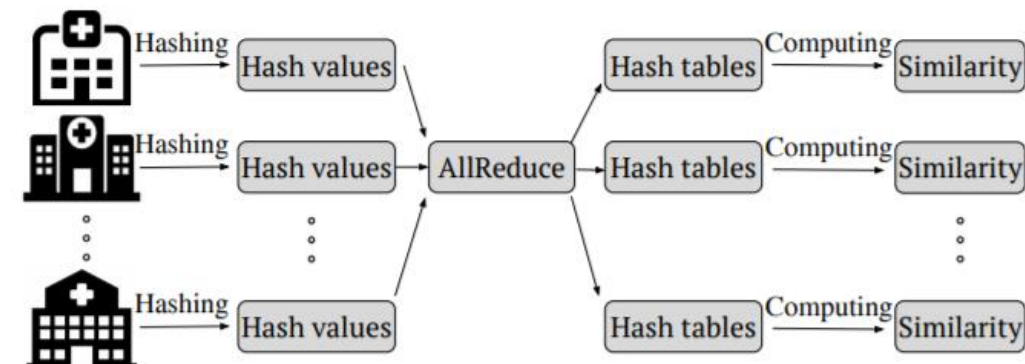 Hashing
Hash values
Hash tables
Computing
Similarity
Hashing
Hash values
AllReduce
Hash tables
Computing
Similarity
Hashing
Hash values
Hash tables
Computing
Similarity